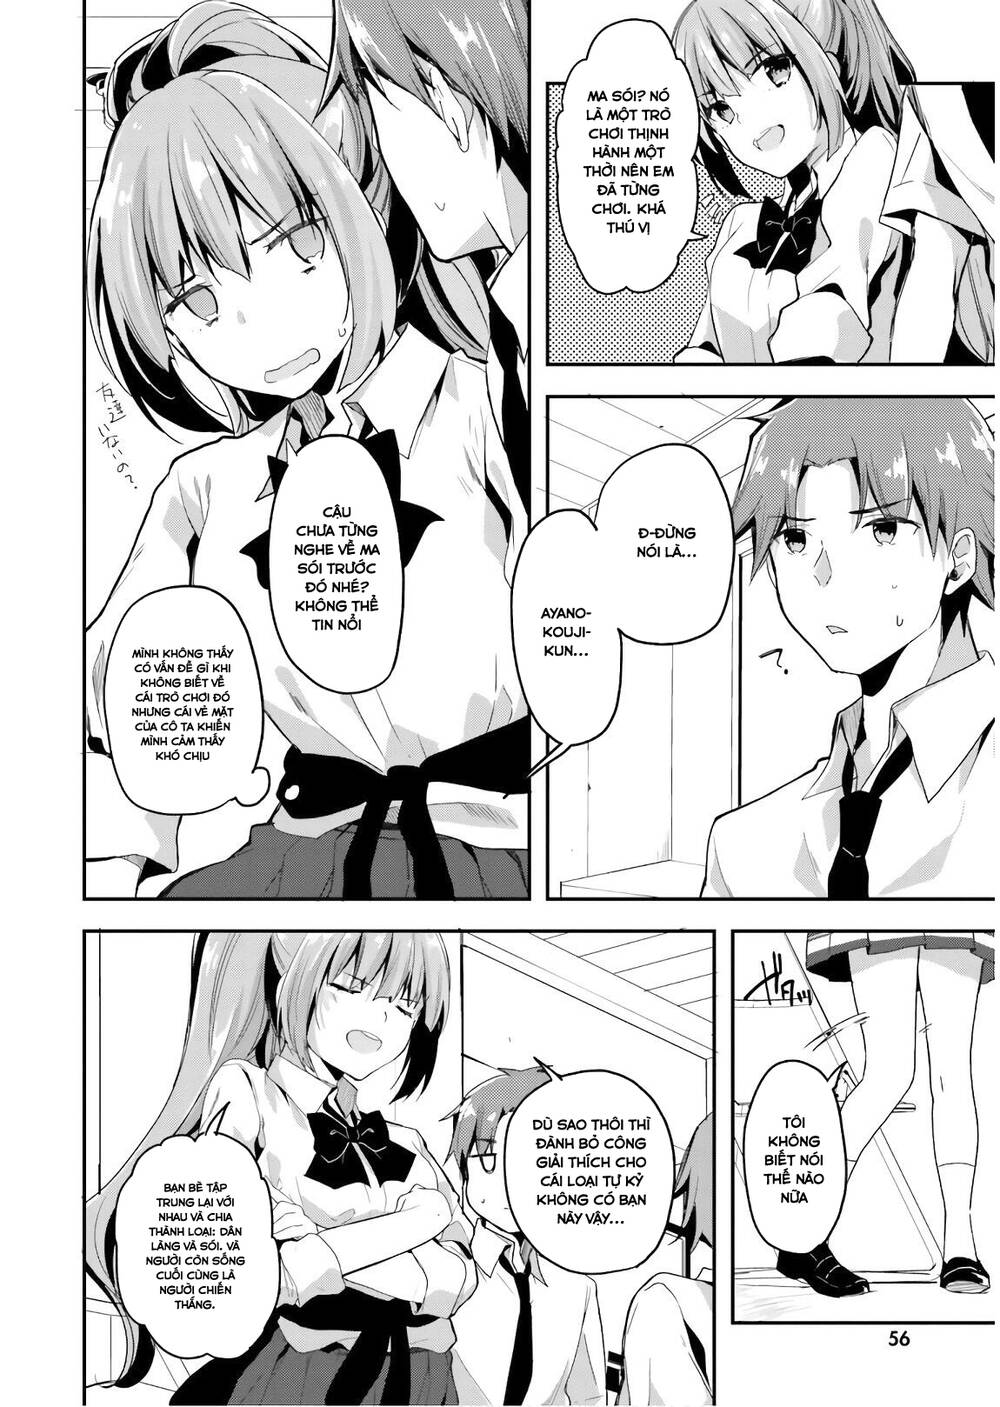 MA SÓI? NÓ
LÀ MỘT TRÒ
CHƠI THỊNH
HÀNH MỘT
THỜI NÊN EM
ĐÃ TỪNG
CHƠI. KHÁ
THÚ VỊ
Đ-ĐỪNG
NÓI LÀ...
AYANO-
KOUJI-
KUN...
?
CẬU
CHƯA TỪNG
NGHE VỀ MA
SÓI TRƯỚC
ĐÓ NHÉ?
KHÔNG THỂ
TIN NỔI
友達
いないの?
MÌNH KHÔNG THẤY
CÓ VẤN ĐỀ GÌ KHI
KHÔNG BIẾT VỀ
CÁI TRÒ CHƠI ĐÓ
NHƯNG CÁI VẺ MẶT
CỦA CÔ TA KHIẾN
MÌNH CẢM THẤY
KHÓ CHỊU
TÔI
KHÔNG
BIẾT NÓI
THẾ NÀO
NỮA
DÙ SAO THÔI THÌ
ĐÀNH BỎ CÔNG
GIẢI THÍCH CHO
CÁI LOẠI TỰ KỶ
KHÔNG CÓ BẠN
NÀY VẬY...
BẠN BÈ TẬP
TRUNG LẠI VỚI
NHAU VÀ CHIA
THÀNH LOẠI: DÂN
LÀNG VÀ SÓI. VÀ
NGƯỜI CÒN SỐNG
CUỐI CÙNG LÀ
NGƯỜI CHIẾN
THẮNG.
56